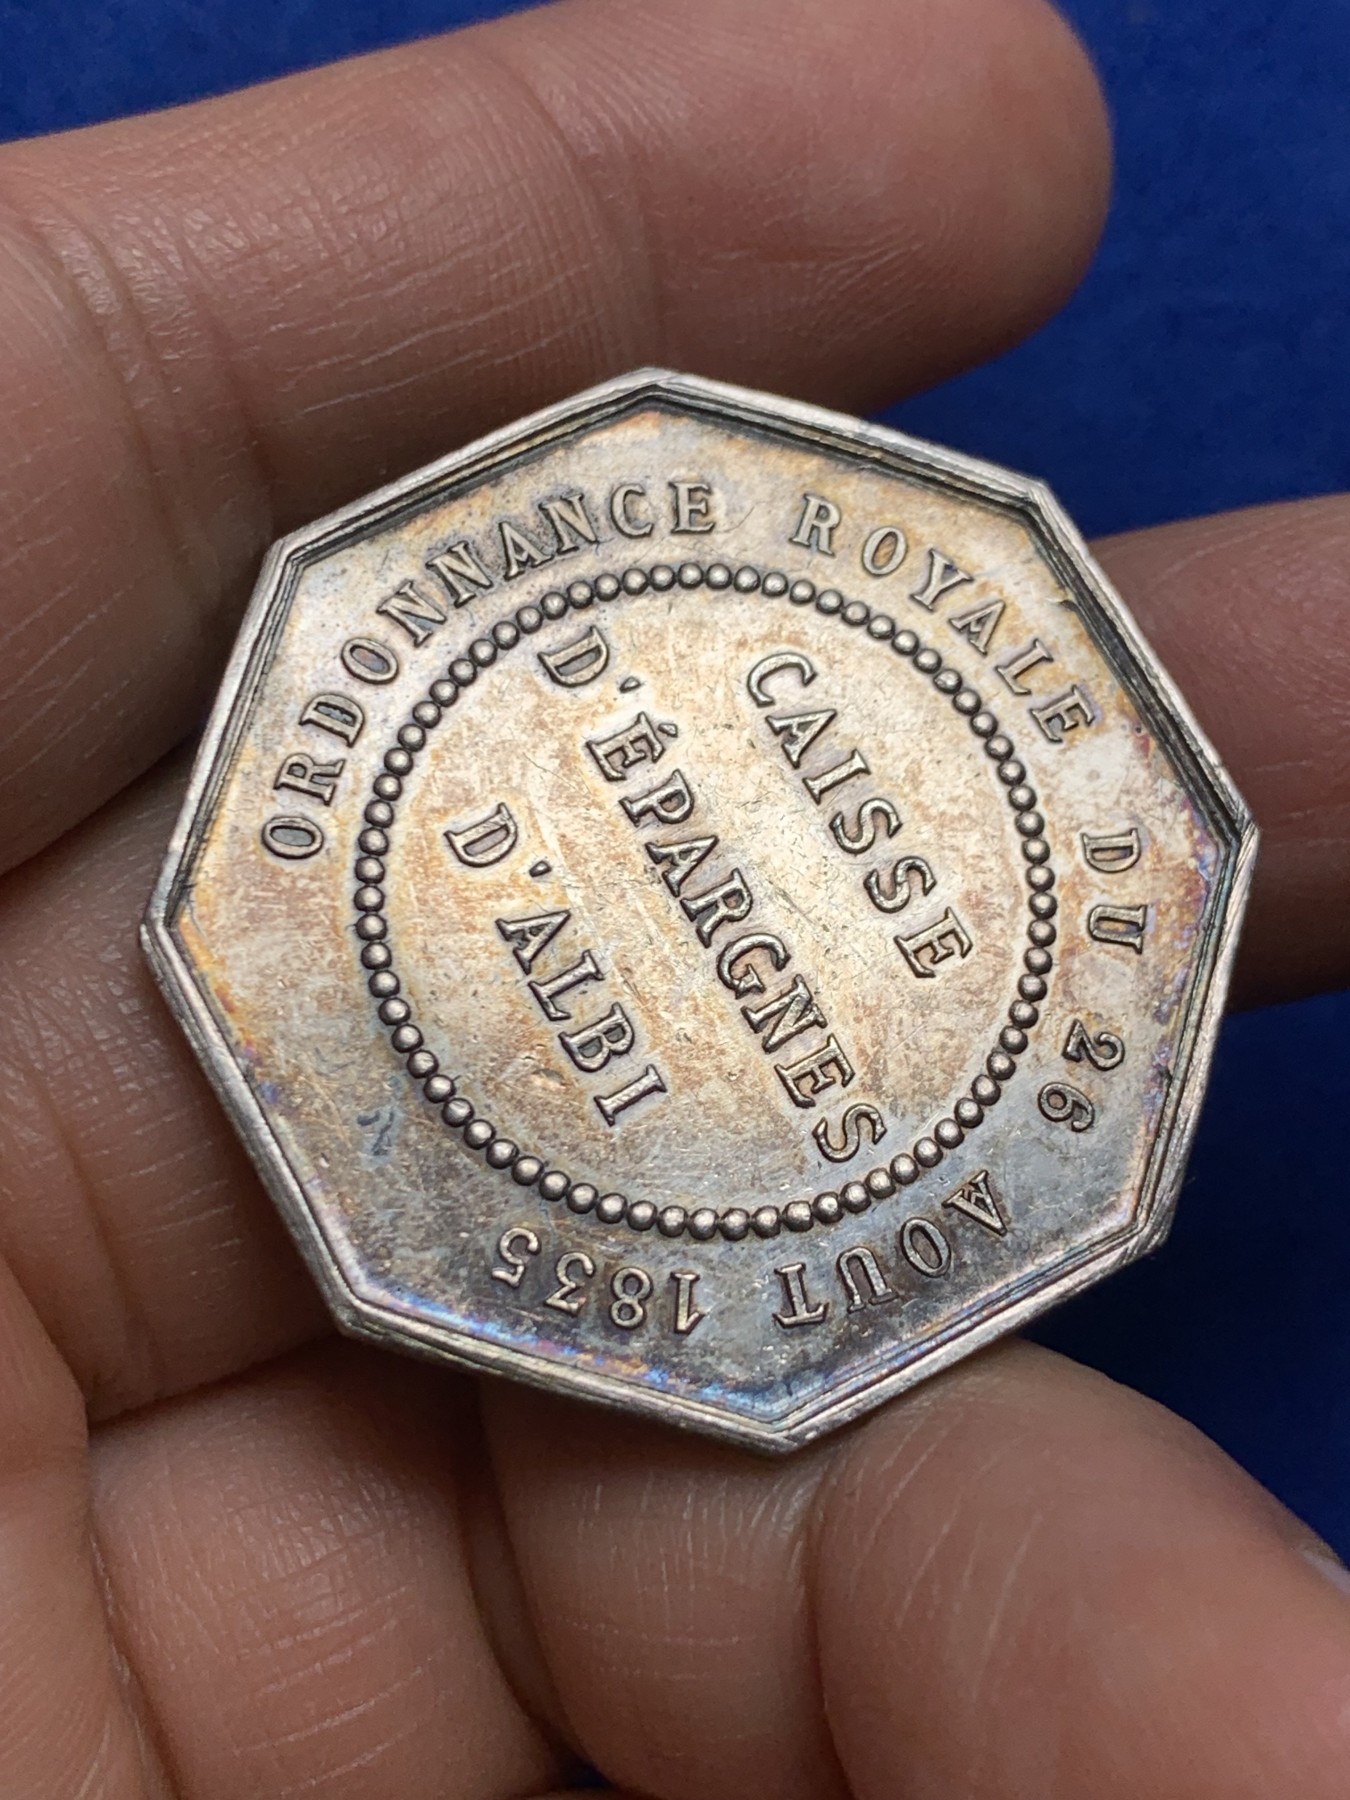 ORDONNANCE ROYALE DU 26 AOUT 1835
CAISSE
D'ÉPARGNES
D'ALBI